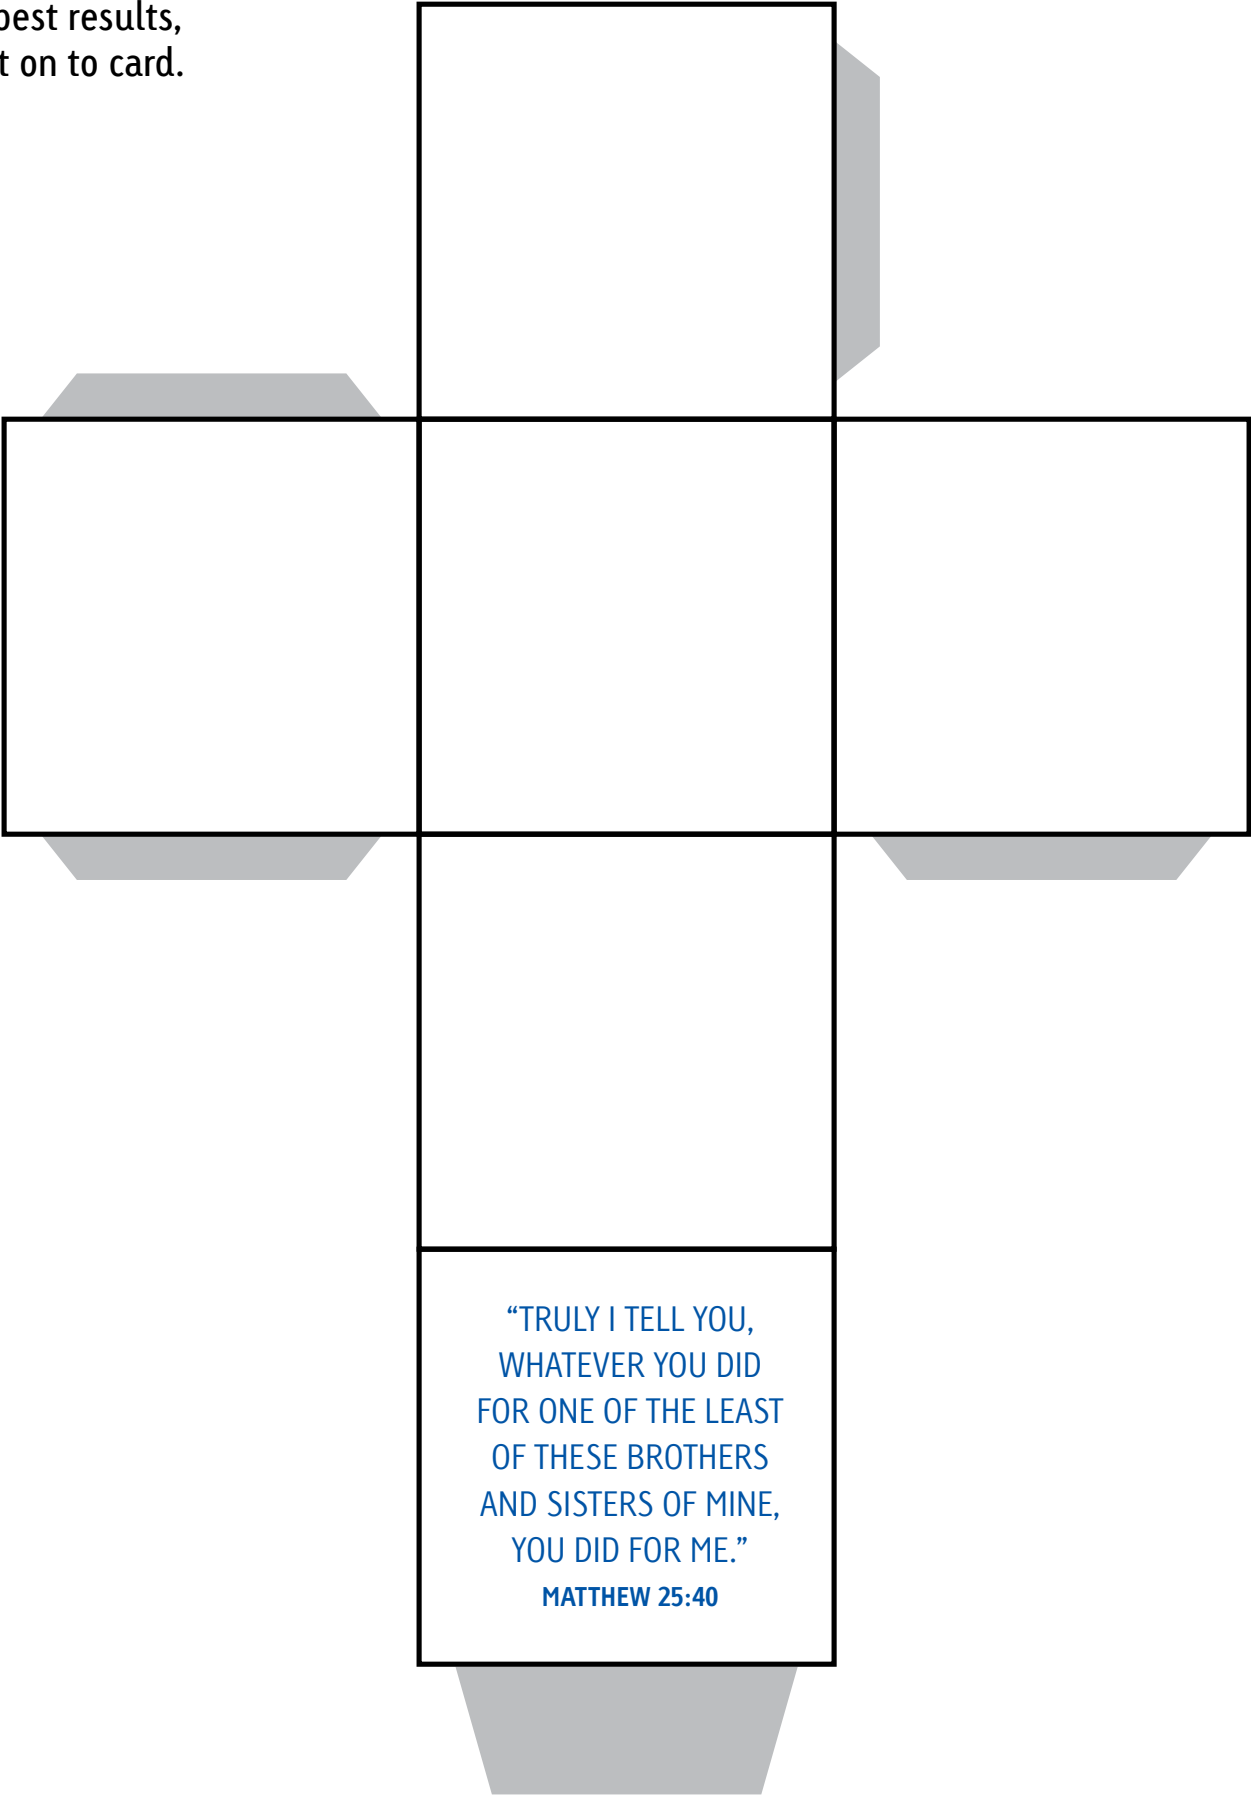 best results,
t on to card.
“TRULY I TELL YOU,
WHATEVER YOU DID
FOR ONE OF THE LEAST
OF THESE BROTHERS
AND SISTERS OF MINE,
YOU DID FOR ME.”
MATTHEW 25:40